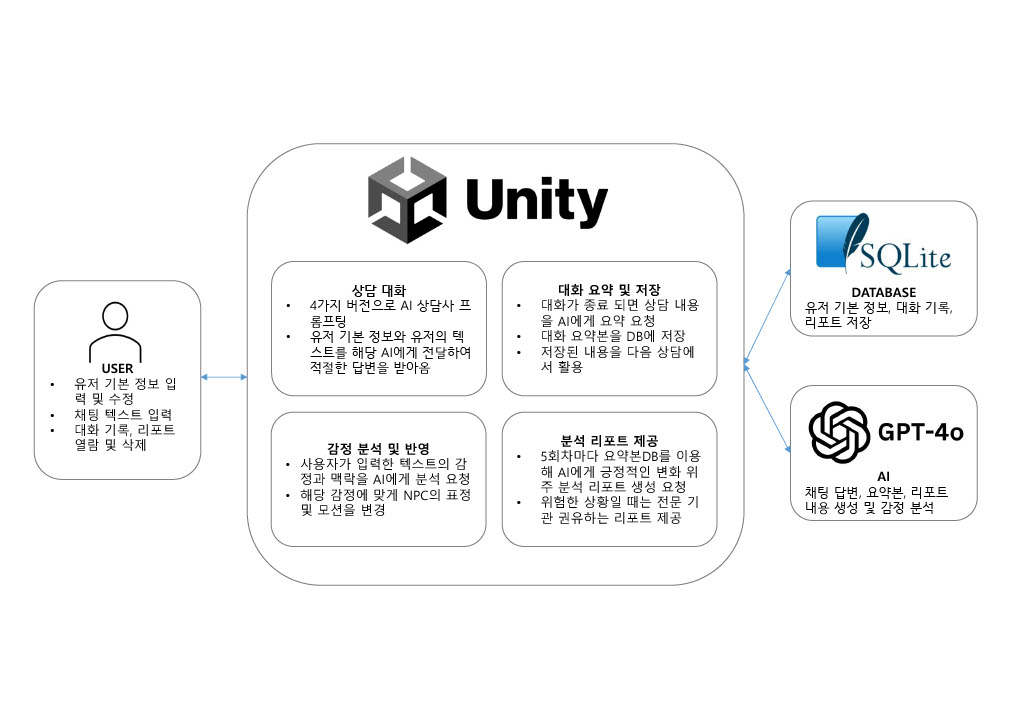 USER
• 유저 기본 정보 입
력 및 수정
• 채팅 텍스트 입력
• 대화 기록, 리포트
열람 및 삭제
Unity
상담 대화
• 4가지 버전으로 AI 상담사 프
롬프팅
• 유저 기본 정보와 유저의 텍
스트를 해당 AI에게 전달하여
적절한 답변을 받아옴
대화 요약 및 저장
• 대화가 종료 되면 상담 내용
을 AI에게 요약 요청
• 대화 요약본을 DB에 저장
• 저장된 내용을 다음 상담에
서 활용
감정 분석 및 반영
• 사용자가 입력한 텍스트의 감
정과 맥락을 AI에게 분석 요청
• 해당 감정에 맞게 NPC의 표정
및 모션을 변경
분석 리포트 제공
• 5회차마다 요약본DB를 이용
해 AI에게 긍정적인 변화 위
주 분석 리포트 생성 요청
• 위험한 상황일 때는 전문 기
관 권유하는 리포트 제공
SQLite
DATABASE
유저 기본 정보, 대화 기록,
리포트 저장
GPT-4o
AI
채팅 답변, 요약본, 리포트
내용 생성 및 감정 분석